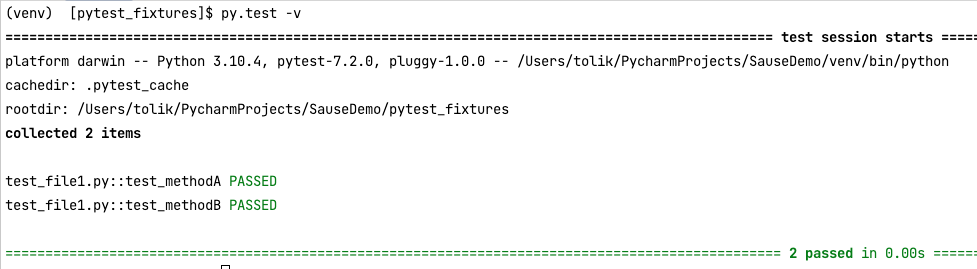 (venv)  [pytest_fixtures]$ py.test -v
================================================================================================ test session starts =====
platform darwin -- Python 3.10.4, pytest-7.2.0, pluggy-1.0.0 -- /Users/tolik/PycharmProjects/SauseDemo/venv/bin/python
cachedir: .pytest_cache
rootdir: /Users/tolik/PycharmProjects/SauseDemo/pytest_fixtures
collected 2 items
test_file1.py::test_methodA PASSED
test_file1.py::test_methodB PASSED
================================================================================================= 2 passed in 0.00s ======